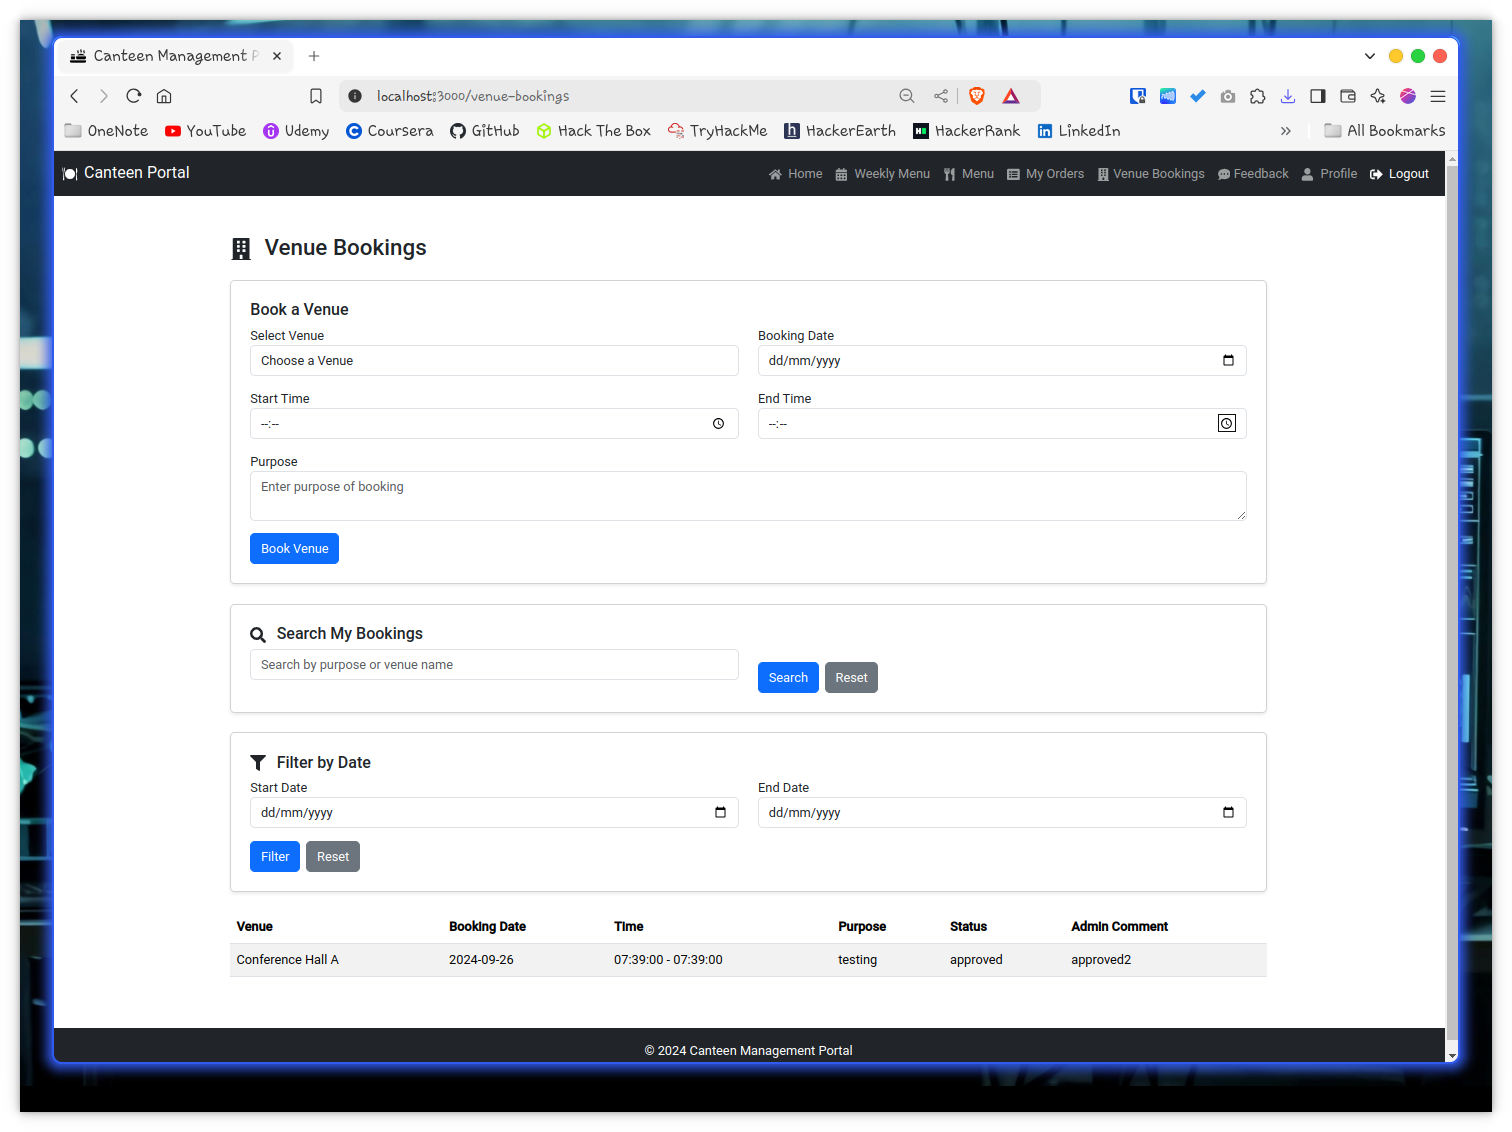 Canteen Management P
localhost:3000/venue-bookings
OneNote YouTube Udemy Coursera GitHub Hack The Box TryHackMe HackerEarth HackerRank LinkedIn All Bookmarks
Canteen Portal Home Weekly Menu Menu My Orders Venue Bookings Feedback Profile Logout
Venue Bookings
Book a Venue
Select Venue Booking Date
Choose a Venue dd/mm/yyyy
Start Time End Time
--:-- --:--
Purpose
Enter purpose of booking
Book Venue
Search My Bookings
Search by purpose or venue name
Search Reset
Filter by Date
Start Date End Date
dd/mm/yyyy dd/mm/yyyy
Filter Reset
Venue Booking Date Time Purpose Status Admin Comment
Conference Hall A 2024-09-26 07:39:00 - 07:39:00 testing approved approved2
© 2024 Canteen Management Portal